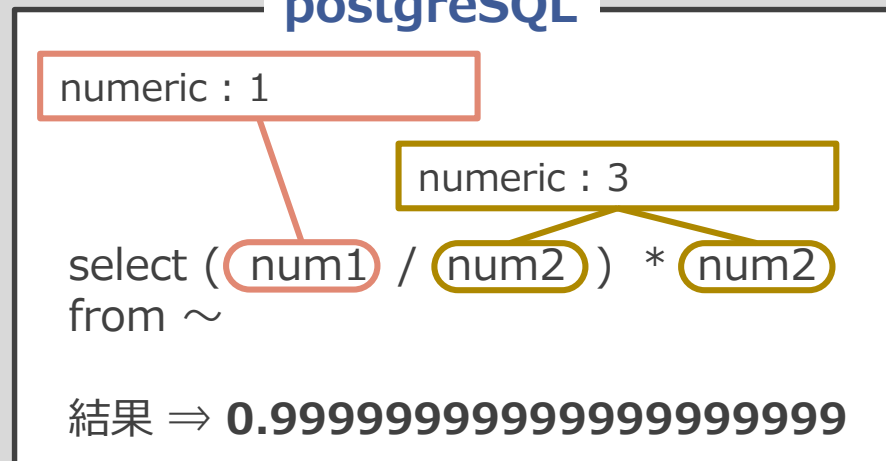 postgreSQL
numeric : 1
numeric : 3
select ( num1 / num2 ) * num2
from ～
結果 ⇒ 0.99999999999999999999